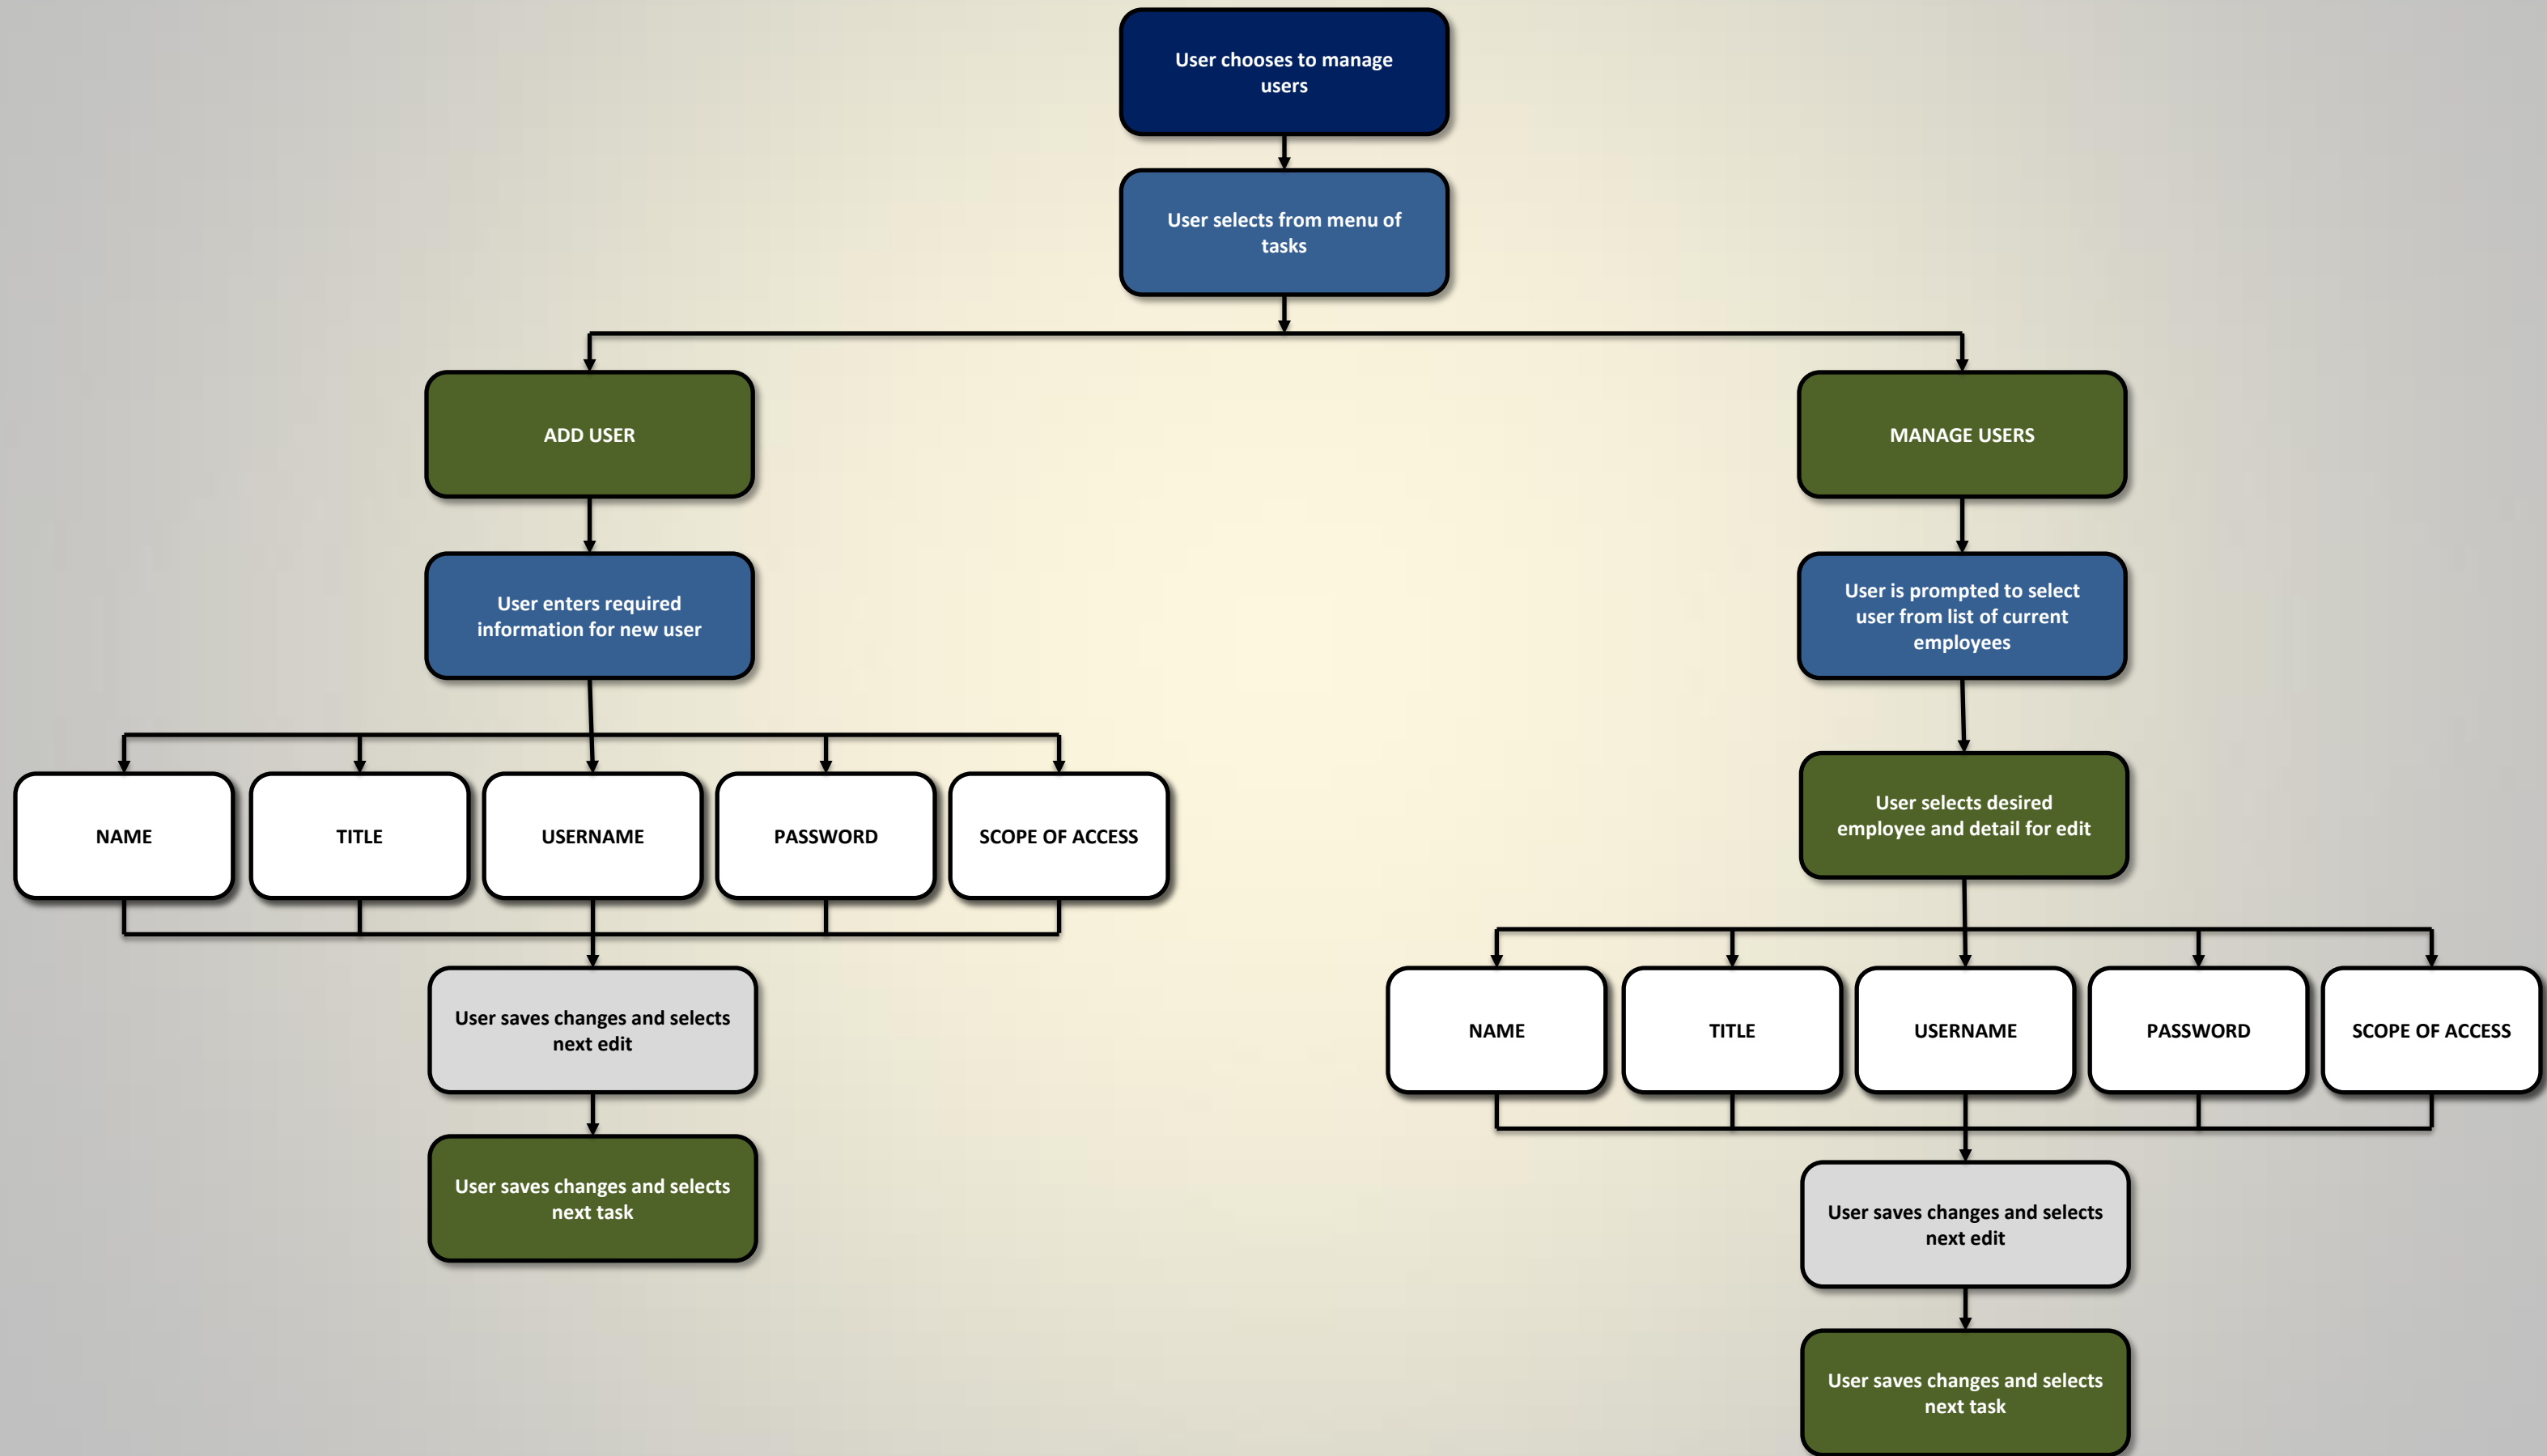 User chooses to manage
users
User selects from menu of
tasks
ADD USER
MANAGE USERS
User enters required
information for new user
User is prompted to select
user from list of current
employees
NAME
TITLE
USERNAME
PASSWORD
SCOPE OF ACCESS
User selects desired
employee and detail for edit
User saves changes and selects
next edit
NAME
TITLE
USERNAME
PASSWORD
SCOPE OF ACCESS
User saves changes and selects
next task
User saves changes and selects
next edit
User saves changes and selects
next task